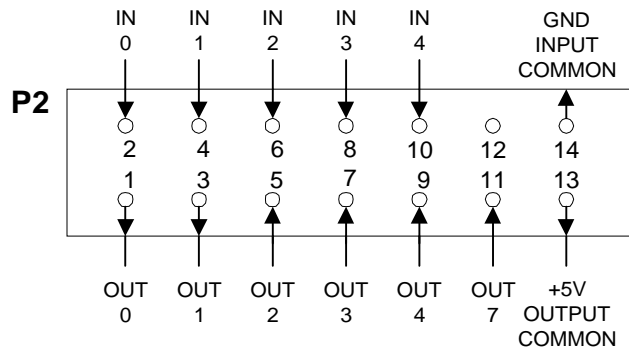 IN IN IN IN IN GND
0 1 2 3 4 INPUT
COMMON
P2
2 4 6 8 10 12 14
1 3 5 7 9 11 13
OUT OUT OUT OUT OUT OUT +5V
0 1 2 3 4 7 OUTPUT
COMMON